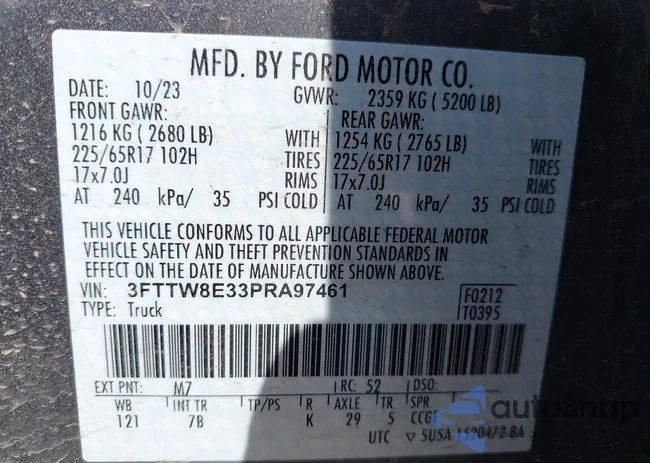 MFD. BY FORD MOTOR CO.
DATE: 10/23 GVWR: 2359 KG ( 5200 LB)
FRONT GAWR: REAR GAWR:
1216 KG ( 2680 LB) WITH 1254 KG ( 2765 LB) WITH
225/65R17 102H TIRES 225/65R17 102H TIRES
17x7.0J RIMS 17x7.0J RIMS
AT 240 kPa/ 35 PSI COLD AT 240 kPa/ 35 PSI COLD
THIS VEHICLE CONFORMS TO ALL APPLICABLE FEDERAL MOTOR
VEHICLE SAFETY AND THEFT PREVENTION STANDARDS IN
EFFECT ON THE DATE OF MANUFACTURE SHOWN ABOVE.
VIN: 3FTTW8E33PRA97461 F0212
TYPE: Truck T0395
EXT PNT: M7 RC: 52 DSO:
WB INT TR TP/PS R AXLE TR SPR
121 7B K 29 5 CCGE
UTC 5U5A 1520472 BA
autoSnap